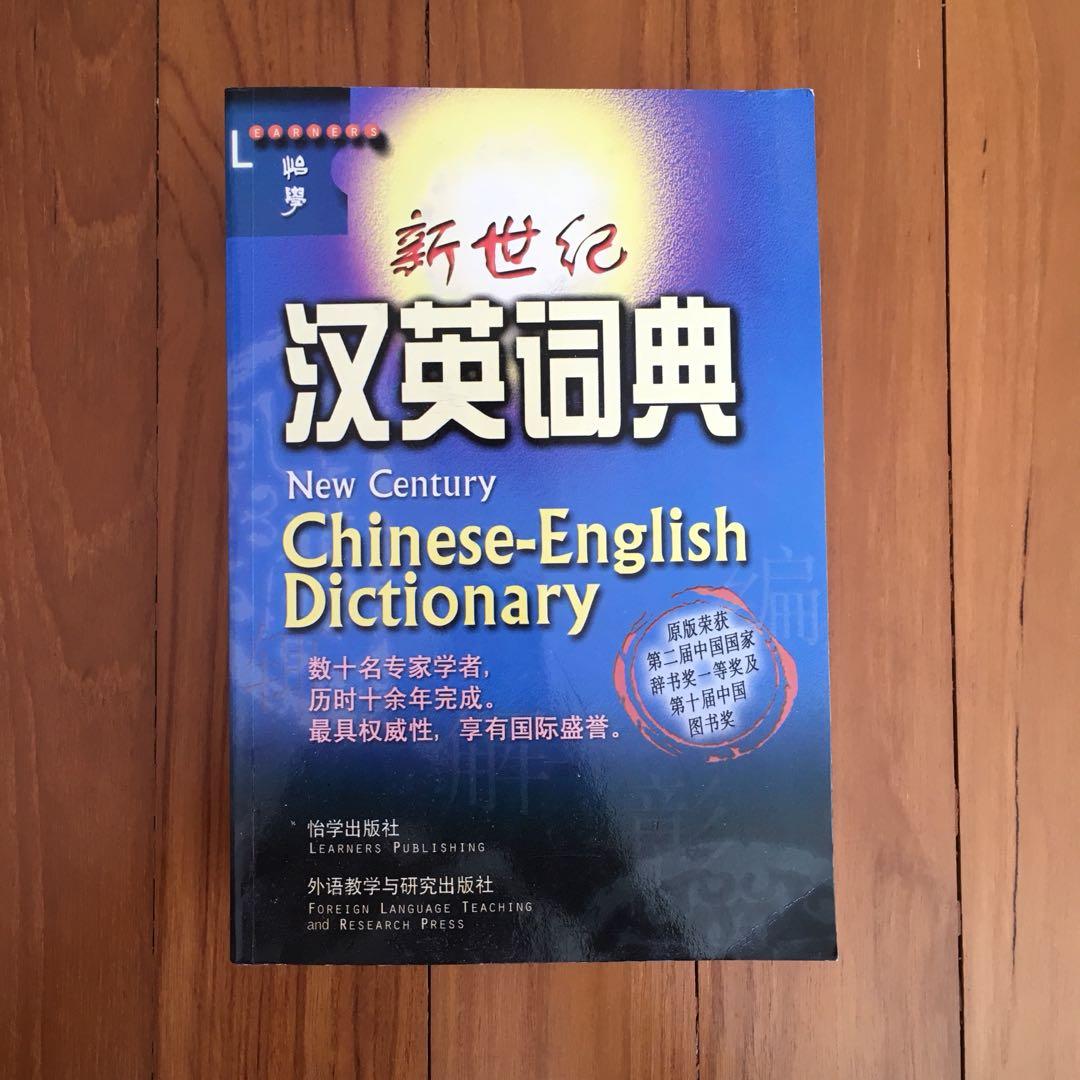 LEARNERS
怡學
新世纪
汉英词典
New Century
Chinese-English
Dictionary
数十名专家学者，
历时十余年完成。
最具权威性，享有国际盛誉。
原版荣获
第二届中国国家
辞书奖一等奖及
第十届中国
图书奖
怡学出版社
LEARNERS PUBLISHING
外语教学与研究出版社
FOREIGN LANGUAGE TEACHING
and RESEARCH PRESS
编
解